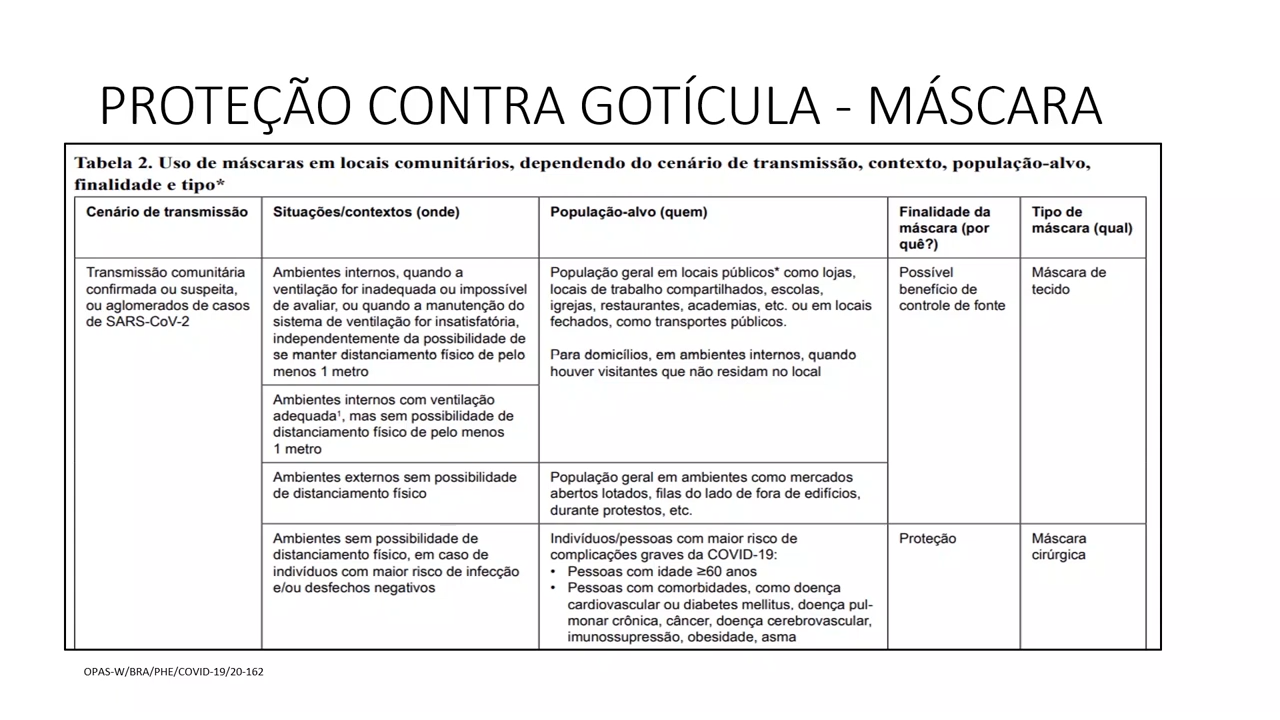 PROTEÇÃO CONTRA GOTÍCULA - MÁSCARA
Tabela 2. Uso de máscaras em locais comunitários, dependendo do cenário de transmissão, contexto, população-alvo,
finalidade e tipo*
Cenário de transmissão
Situações/contextos (onde)
População-alvo (quem)
Finalidade da
máscara (por
quê?)
Tipo de
máscara (qual)
Transmissão comunitária
confirmada ou suspeita,
ou aglomerados de casos
de SARS-CoV-2
Ambientes internos, quando a
ventilação for inadequada ou impossível
de avaliar, ou quando a manutenção do
sistema de ventilação for insatisfatória,
independentemente da possibilidade de
se manter distanciamento físico de pelo
menos 1 metro
População geral em locais públicos* como lojas,
locais de trabalho compartilhados, escolas,
igrejas, restaurantes, academias, etc. ou em locais
fechados, como transportes públicos.
Para domicílios, em ambientes internos, quando
houver visitantes que não residam no local
Possível
benefício de
controle de fonte
Máscara de
tecido
Ambientes internos com ventilação
adequada¹, mas sem possibilidade de
distanciamento físico de pelo menos
1 metro
Ambientes externos sem possibilidade
de distanciamento físico
População geral em ambientes como mercados
abertos lotados, filas do lado de fora de edifícios,
durante protestos, etc.
Ambientes sem possibilidade de
distanciamento físico, em caso de
indivíduos com maior risco de infecção
e/ou desfechos negativos
Indivíduos/pessoas com maior risco de
complicações graves da COVID-19:
• Pessoas com idade ≥60 anos
• Pessoas com comorbidades, como doença
cardiovascular ou diabetes mellitus, doença pul-
monar crônica, câncer, doença cerebrovascular,
imunossupressão, obesidade, asma
Proteção
Máscara
cirúrgica
OPAS-W/BRA/PHE/COVID-19/20-162